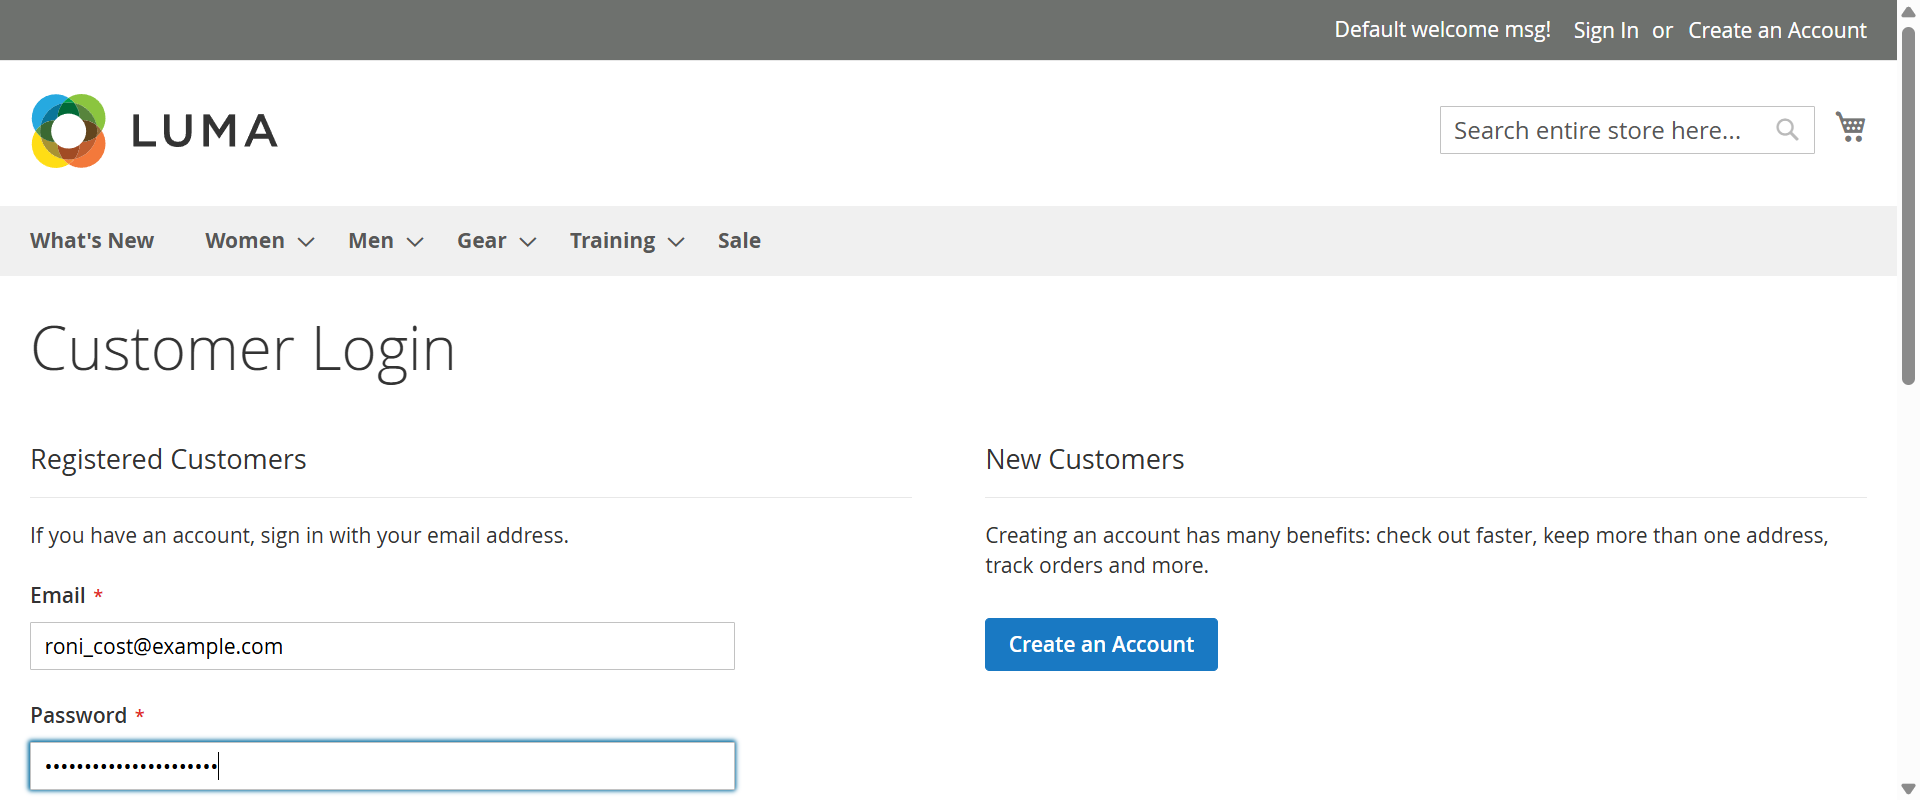 Default welcome msg! Sign In or Create an Account
LUMA
Search entire store here...
What's New Women Men Gear Training Sale
Customer Login
Registered Customers
If you have an account, sign in with your email address.
Email *
roni_cost@example.com
Password *
••••••••••••••••••••••
New Customers
Creating an account has many benefits: check out faster, keep more than one address,
track orders and more.
Create an Account